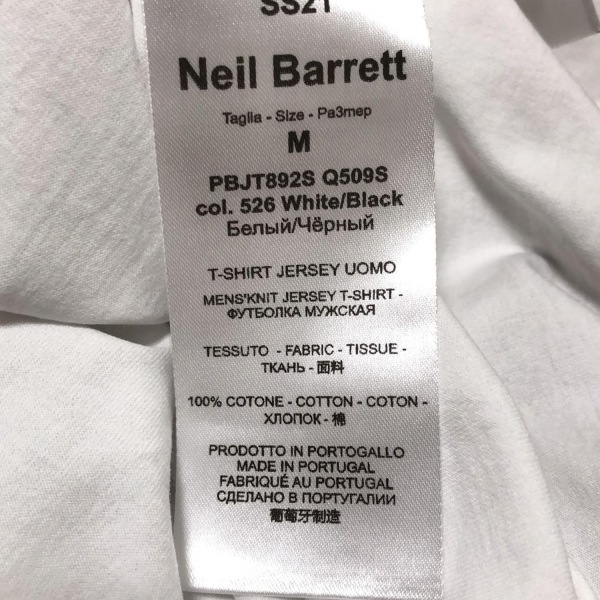 SS21
Neil Barrett
Taglia - Size - Ра3мер
M
PBJT892S Q509S
col. 526 White/Black
Белый/Чёрный
T-SHIRT JERSEY UOMO
MENS'KNIT JERSEY T-SHIRT -
ФУТБОЛКА МУЖСКАЯ
TESSUTO - FABRIC - TISSUE -
ТКАНЬ - 面料
100% COTONE - COTTON - COTON -
ХЛОПОК - 棉
PRODOTTO IN PORTOGALLO
MADE IN PORTUGAL
FABRIQUÉ AU PORTUGAL
СДЕЛАНО В ПОРТУГАЛИИ
葡萄牙制造